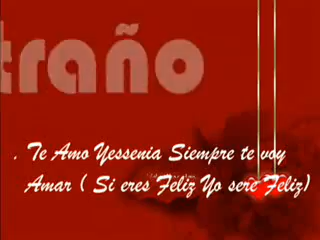 traño
. Te Amo Yessenia Siempre te voy
Amar ( Si eres Feliz Yo sere Feliz)